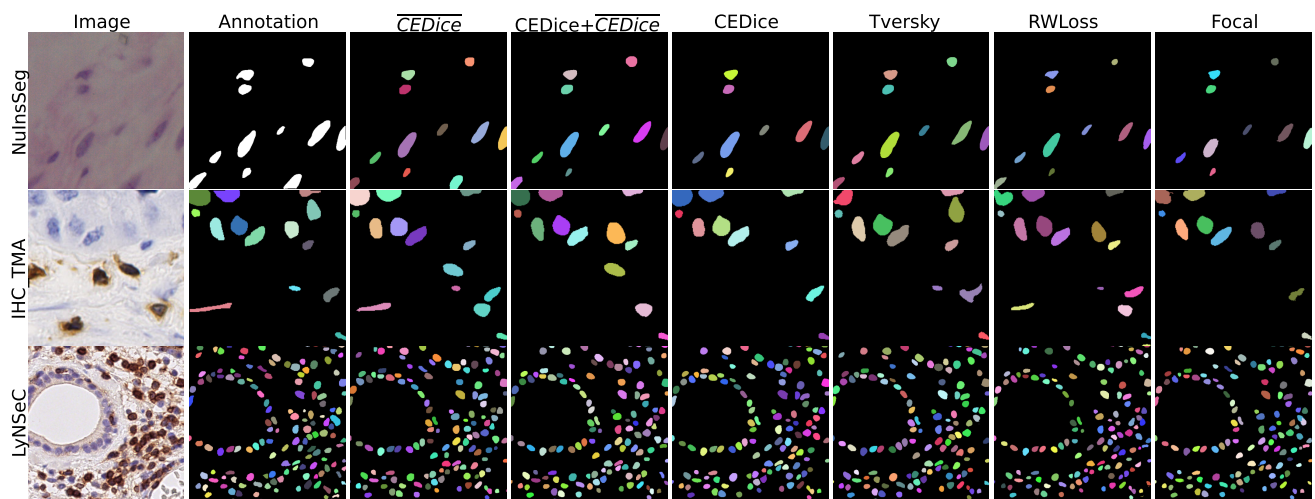 Image Annotation CEDice CEDice+CEDice CEDice Tversky RWLoss Focal
NuInsSeg
IHC_TMA
LyNSeC